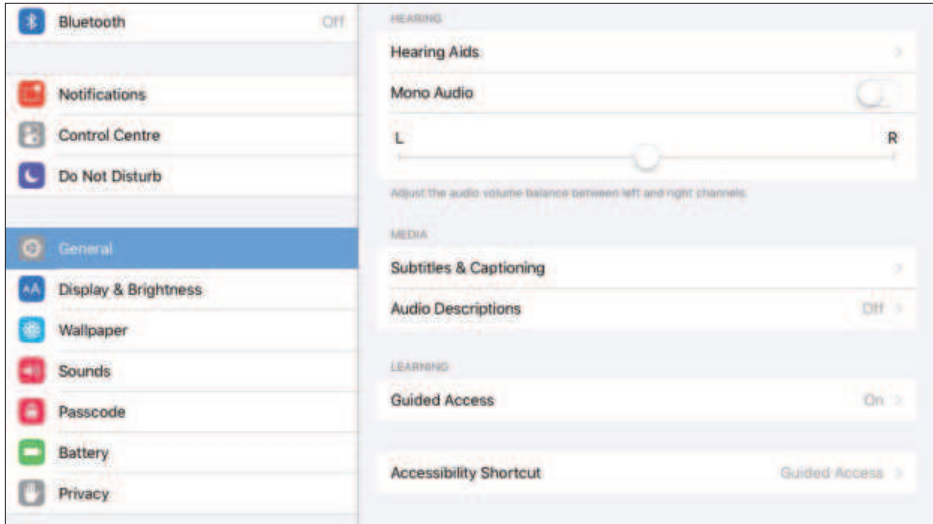 Bluetooth Off
Notifications
Control Centre
Do Not Disturb
General
AA Display & Brightness
Wallpaper
Sounds
Passcode
Battery
Privacy
HEARING
Hearing Aids
Mono Audio
L R
Adjust the audio volume balance between left and right channels.
MEDIA
Subtitles & Captioning
Audio Descriptions Off
LEARNING
Guided Access On
Accessibility Shortcut Guided Access